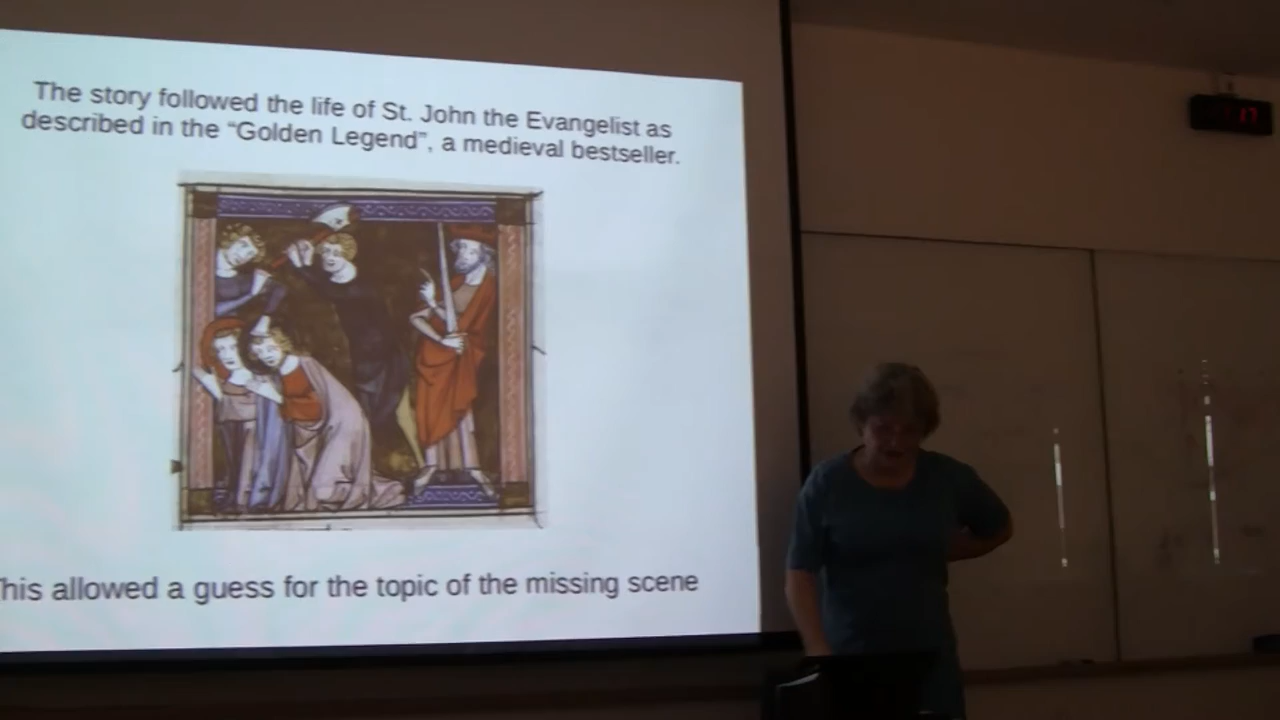 The story followed the life of St. John the Evangelist as
described in the “Golden Legend”, a medieval bestseller.
his allowed a guess for the topic of the missing scene